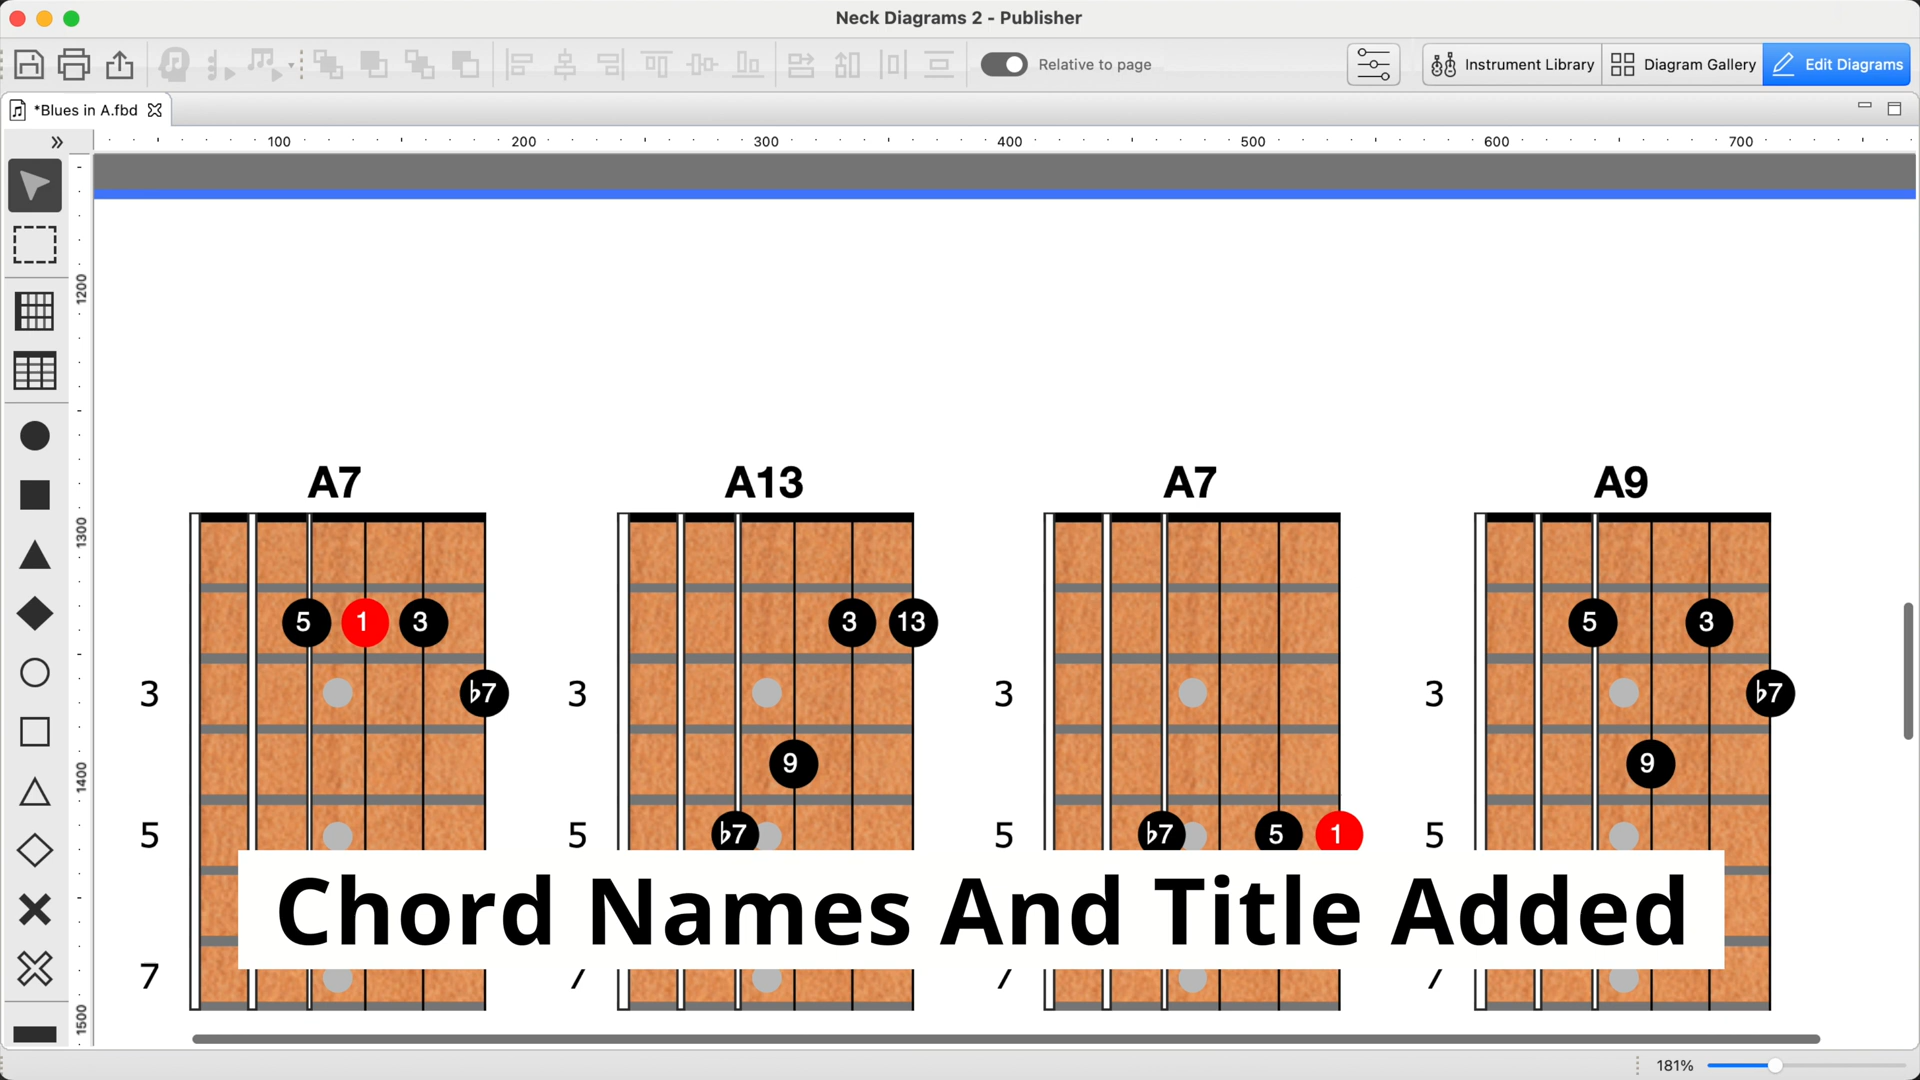 Neck Diagrams 2 - Publisher
Relative to page
Instrument Library
Diagram Gallery
Edit Diagrams
*Blues in A.fbd
100 200 300 400 500 600 700
1200
1300
1400
1500
A7 A13 A7 A9
5 1 3
3 13
5 3
3 ♭7
3
3
3 ♭7
9
9
5
5 ♭7
5 ♭7 5 1
5
Chord Names And Title Added
7 7 7 7
181%